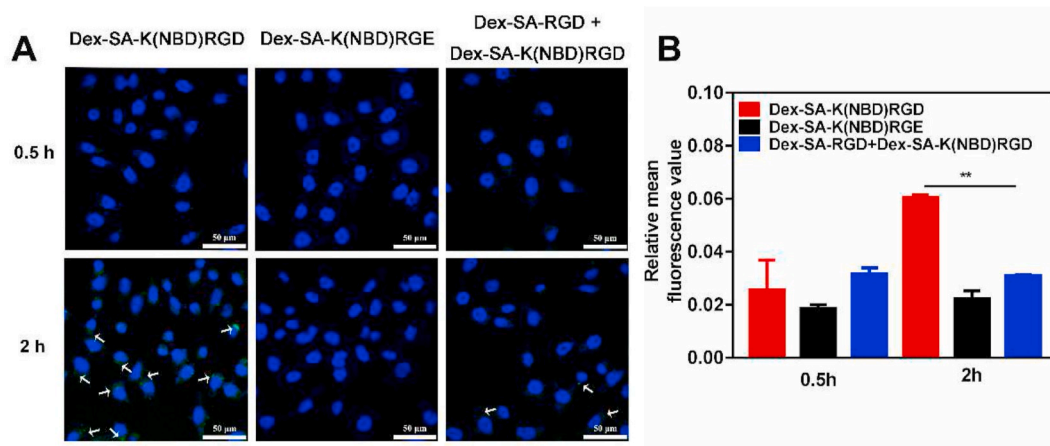 A
Dex-SA-K(NBD)RGD
Dex-SA-K(NBD)RGE
Dex-SA-RGD +
Dex-SA-K(NBD)RGD
0.5 h
50 μm
50 μm
50 μm
2 h
50 μm
50 μm
50 μm
B
Relative mean
fluorescence value
0.10
0.08
0.06
0.04
0.02
0.00
Dex-SA-K(NBD)RGD
Dex-SA-K(NBD)RGE
Dex-SA-RGD+Dex-SA-K(NBD)RGD
**
0.5h
2h